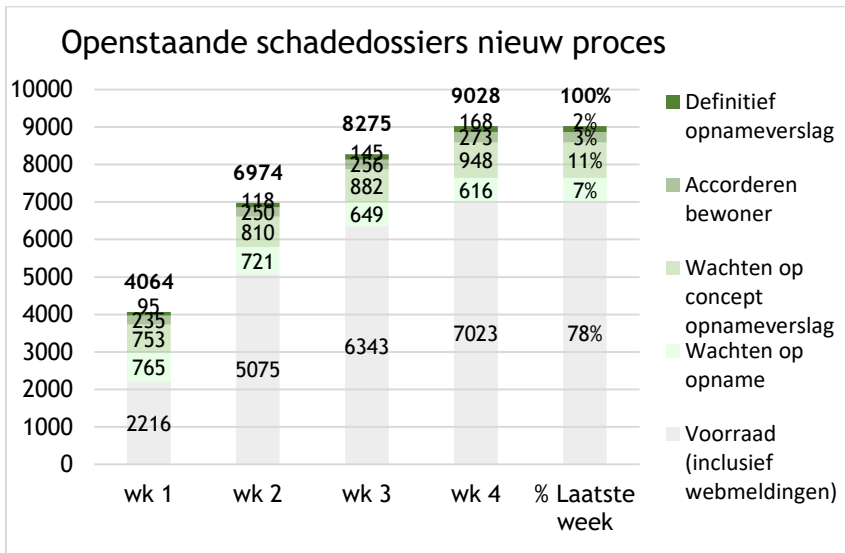 Openstaande schadedossiers nieuw proces
10000
9000
8000
7000
6000
5000
4000
3000
2000
1000
0
4064
95
235
753
765
2216
6974
118
250
810
721
5075
8275
145
256
882
649
6343
9028
168
273
948
616
7023
100%
2%
3%
11%
7%
78%
wk 1
wk 2
wk 3
wk 4
% Laatste
week
Definitief
opnameverslag
Accorderen
bewoner
Wachten op
concept
opnameverslag
Wachten op
opname
Voorraad
(inclusief
webmeldingen)